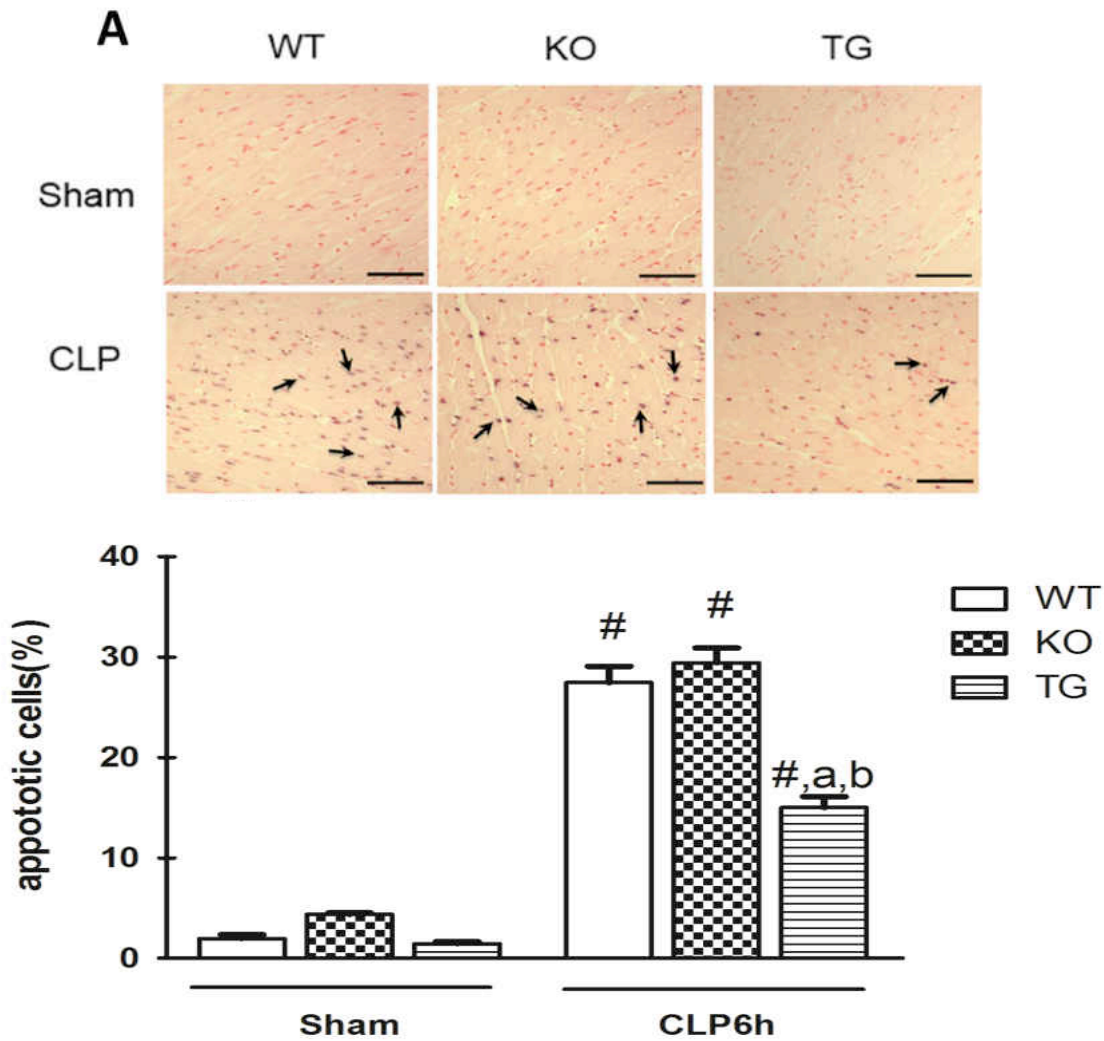 A
WT KO TG
Sham
CLP
40
30
20
10
0
appototic cells(%)
# # #,a,b
WT
KO
TG
Sham CLP6h